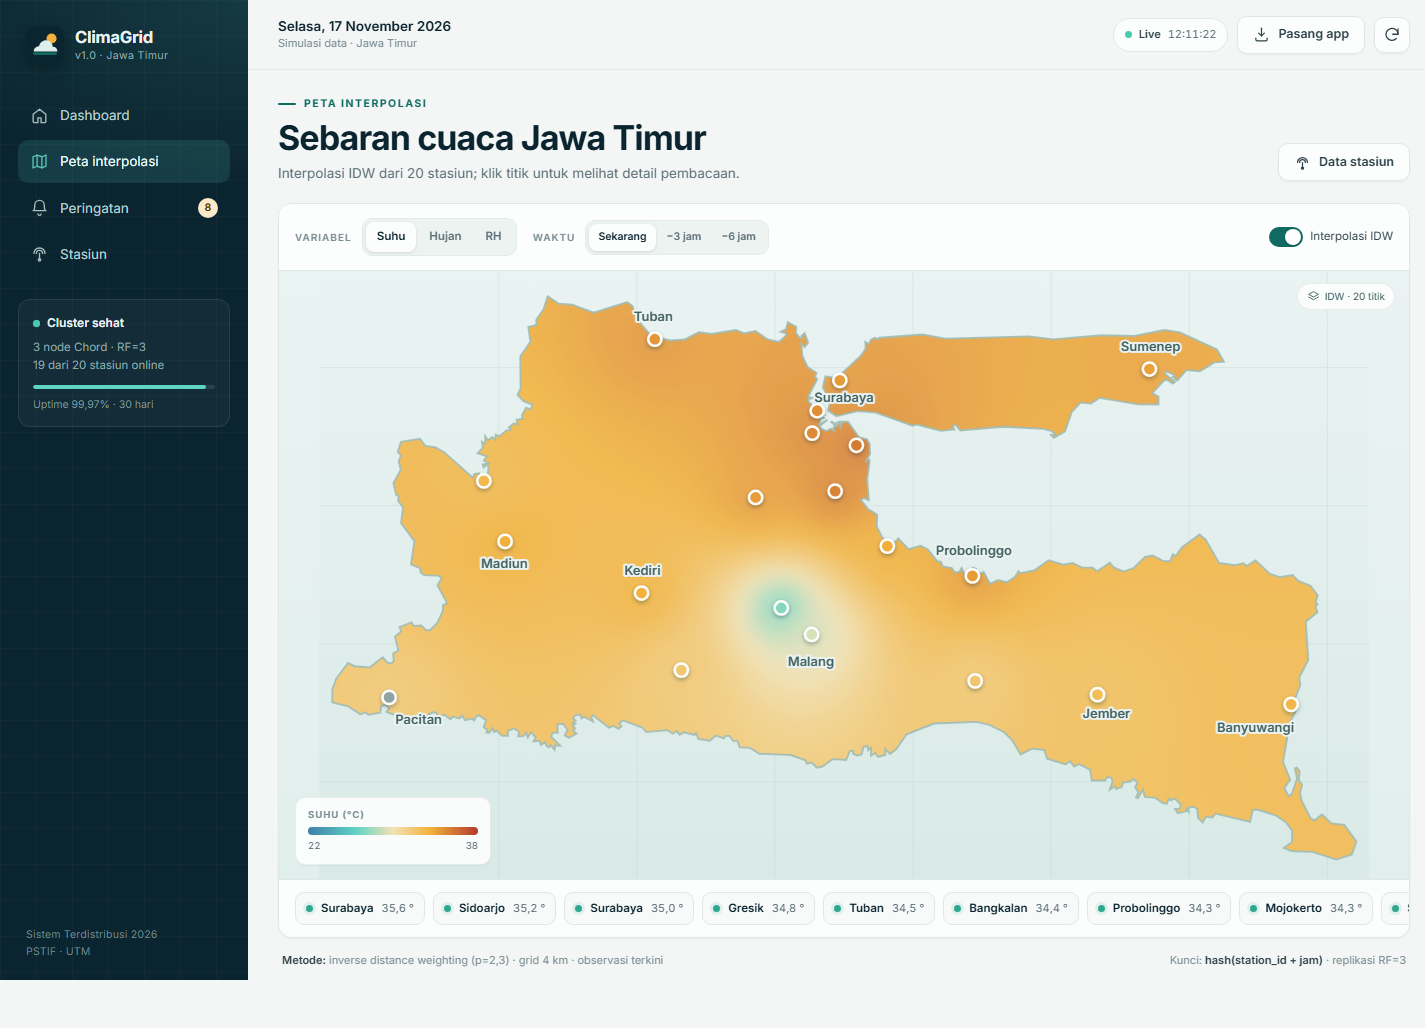 ClimaGrid
v1.0 · Jawa Timur
Dashboard
Peta interpolasi
Peringatan 8
Stasiun
Cluster sehat
3 node Chord · RF=3
19 dari 20 stasiun online
Uptime 99,97% · 30 hari
Sistem Terdistribusi 2026
PSTIF · UTM
Selasa, 17 November 2026
Simulasi data · Jawa Timur
Live 12:11:22
Pasang app
PETA INTERPOLASI
Sebaran cuaca Jawa Timur
Interpolasi IDW dari 20 stasiun; klik titik untuk melihat detail pembacaan.
Data stasiun
VARIABEL Suhu Hujan RH WAKTU Sekarang −3 jam −6 jam
Interpolasi IDW
IDW · 20 titik
Tuban
Sumenep
Surabaya
Probolinggo
Madiun
Kediri
Malang
Pacitan
Jember
Banyuwangi
SUHU (°C)
22 38
Surabaya 35,6 °
Sidoarjo 35,2 °
Surabaya 35,0 °
Gresik 34,8 °
Tuban 34,5 °
Bangkalan 34,4 °
Probolinggo 34,3 °
Mojokerto 34,3 °
Metode: inverse distance weighting (p=2,3) · grid 4 km · observasi terkini
Kunci: hash(station_id + jam) · replikasi RF=3